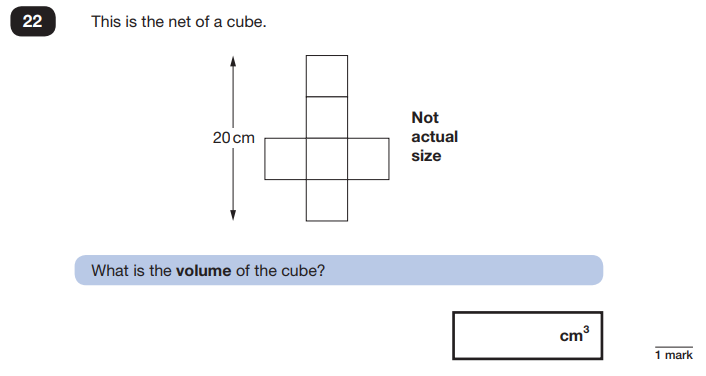 22
This is the net of a cube.
20 cm
Not
actual
size
What is the volume of the cube?
cm³
1 mark